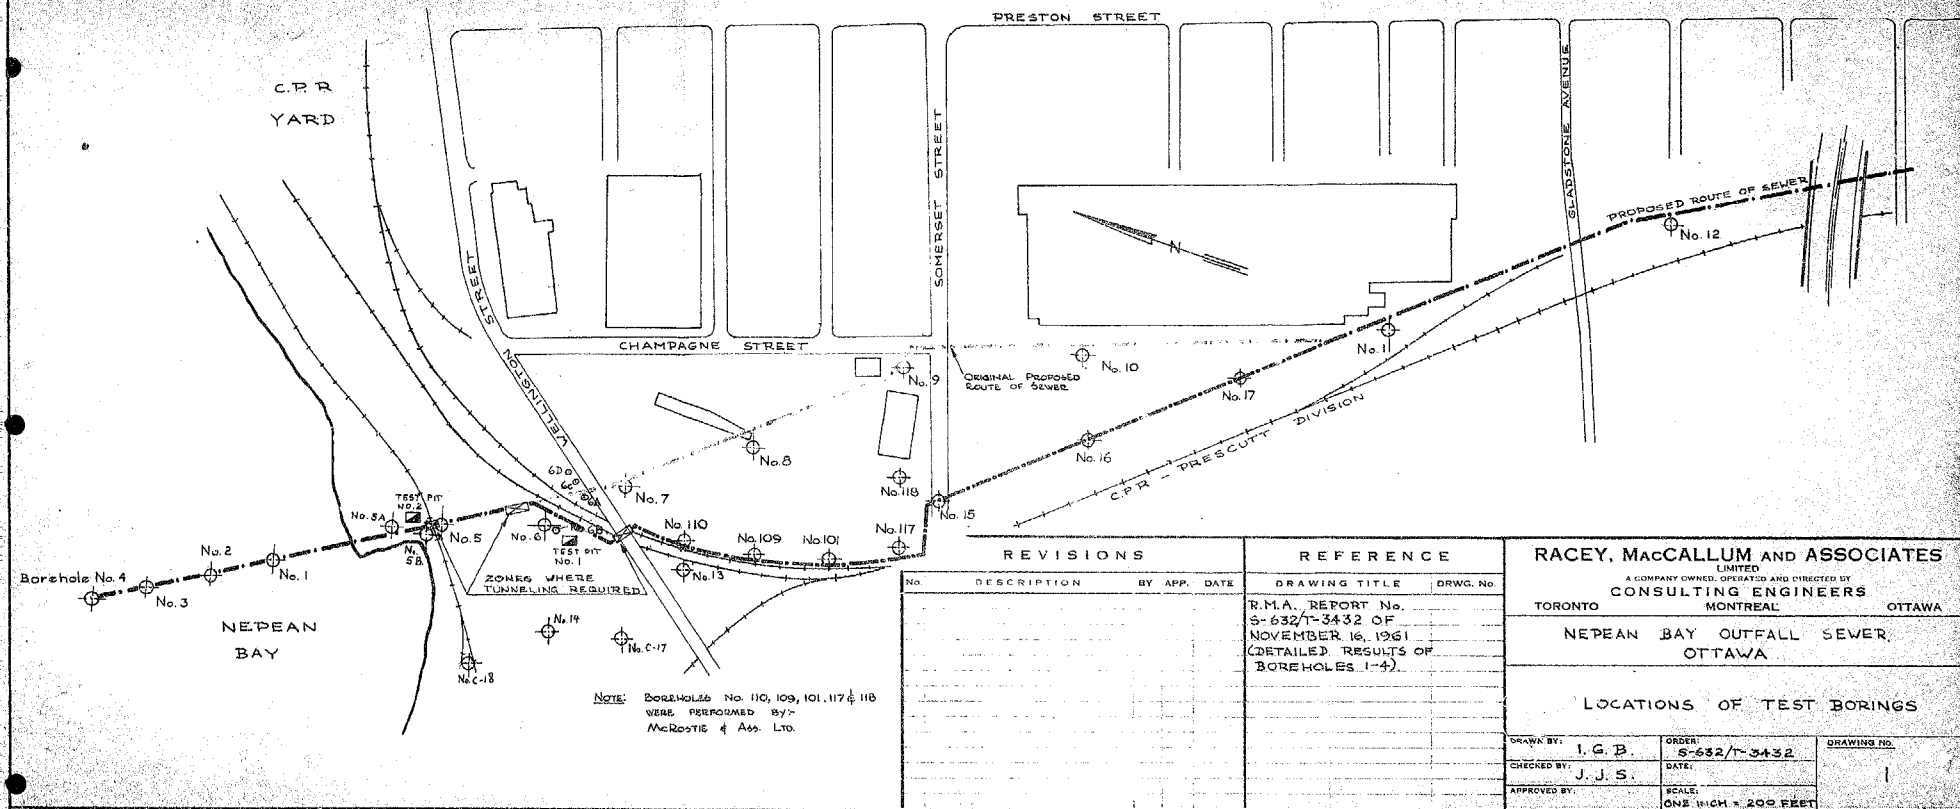 PRESTON STREET
C.P.R
YARD
WELLINGTON STREET
SOMERSET STREET
GLADSTONE AVENUE
CHAMPAGNE STREET
N
PROPOSED ROUTE OF SEWER
No. 12
ORIGINAL PROPOSED
ROUTE OF SEWER
No. 9
No. 10
No. 11
No. 17
No. 16
No. 15
C.P.R - PRESCUTT DIVISION
No. 8
No. 7
No. 118
No. 117
No. 101
No. 109
No. 110
No. 13
6D
6C
6A
6B
No. 6
TEST PIT
No. 1
TEST PIT
NO. 2
No. 5A
No. 5
No. 5B
ZONES WHERE
TUNNELING REQUIRED
No. 1
No. 2
No. 3
Borehole No. 4
NEPEAN
BAY
No. 14
No. C-17
No. C-18
NOTE: BOREHOLES No. 110, 109, 101, 117 & 118
WERE PERFORMED BY:-
McROSTIE & ASS. LTD.
REVISIONS
No. DESCRIPTION BY APP. DATE
REFERENCE
DRAWING TITLE DRWG. No.
R.M.A. REPORT No.
S-632/T-3432 OF
NOVEMBER 16, 1961
(DETAILED RESULTS OF
BOREHOLES 1-4).
RACEY, MacCALLUM AND ASSOCIATES
LIMITED
A COMPANY OWNED, OPERATED AND DIRECTED BY
CONSULTING ENGINEERS
TORONTO MONTREAL OTTAWA
NEPEAN BAY OUTFALL SEWER
OTTAWA
LOCATIONS OF TEST BORINGS
DRAWN BY: I. G. B.
CHECKED BY: J. J. S.
APPROVED BY:
ORDER: S-632/T-3432
DATE:
SCALE: ONE INCH = 200 FEET
DRAWING No.
1